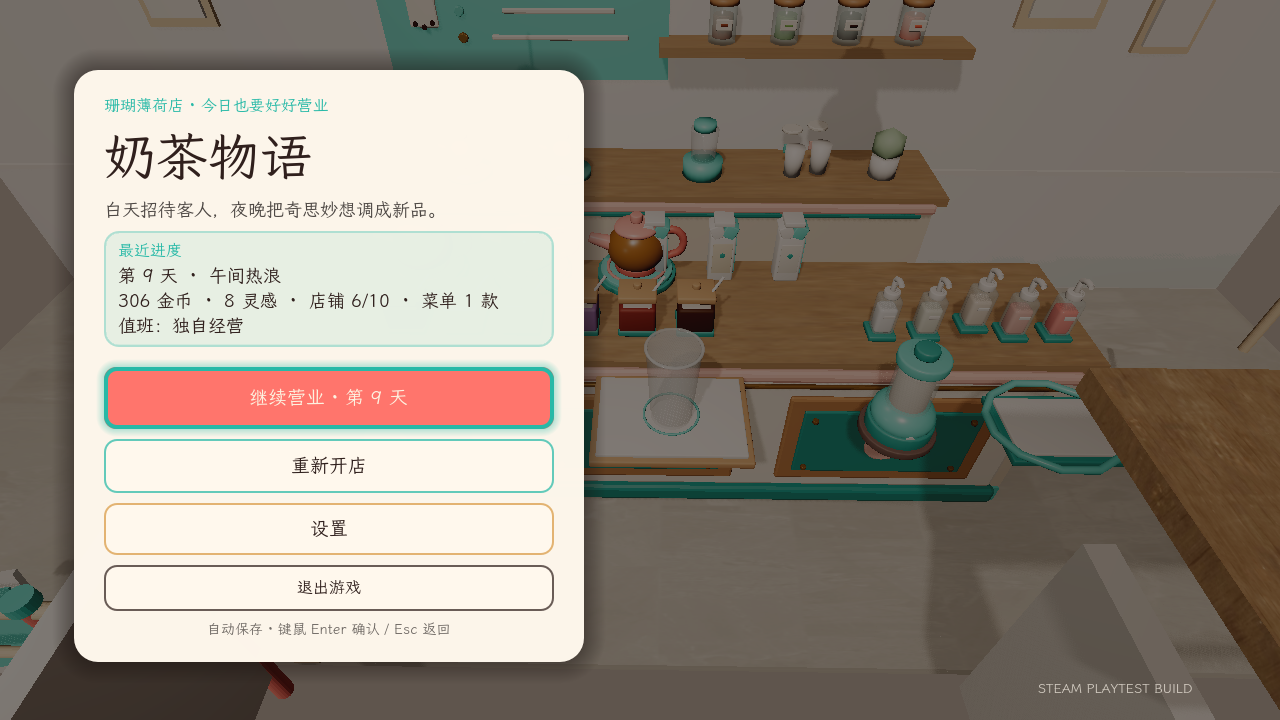 珊瑚薄荷店 · 今日也要好好营业
奶茶物语
白天招待客人，夜晚把奇思妙想调成新品。
最近进度
第 9 天 · 午间热浪
306 金币 · 8 灵感 · 店铺 6/10 · 菜单 1 款
值班：独自经营
继续营业 · 第 9 天
重新开店
设置
退出游戏
自动保存 · 键鼠 Enter 确认 / Esc 返回
STEAM PLAYTEST BUILD